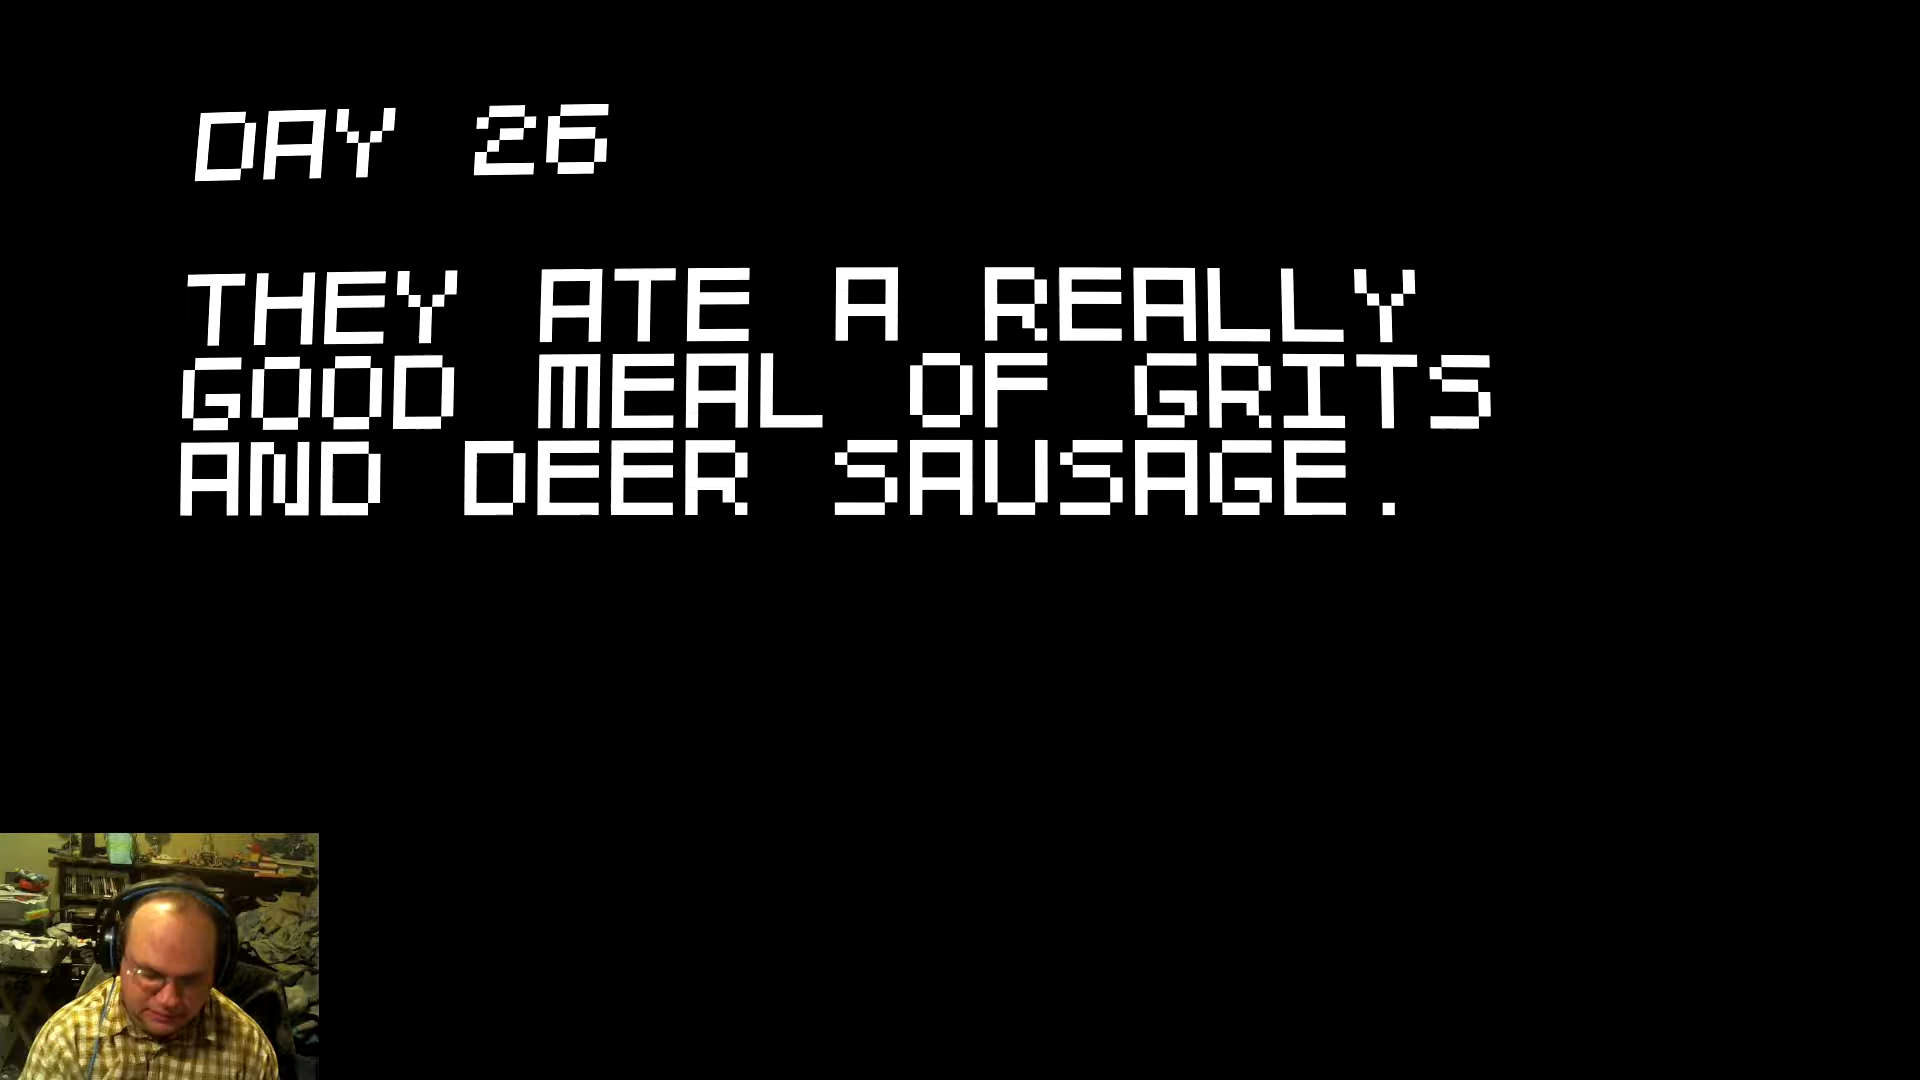 DAY 26
THEY ATE A REALLY
GOOD MEAL OF GRITS
AND DEER SAUSAGE.